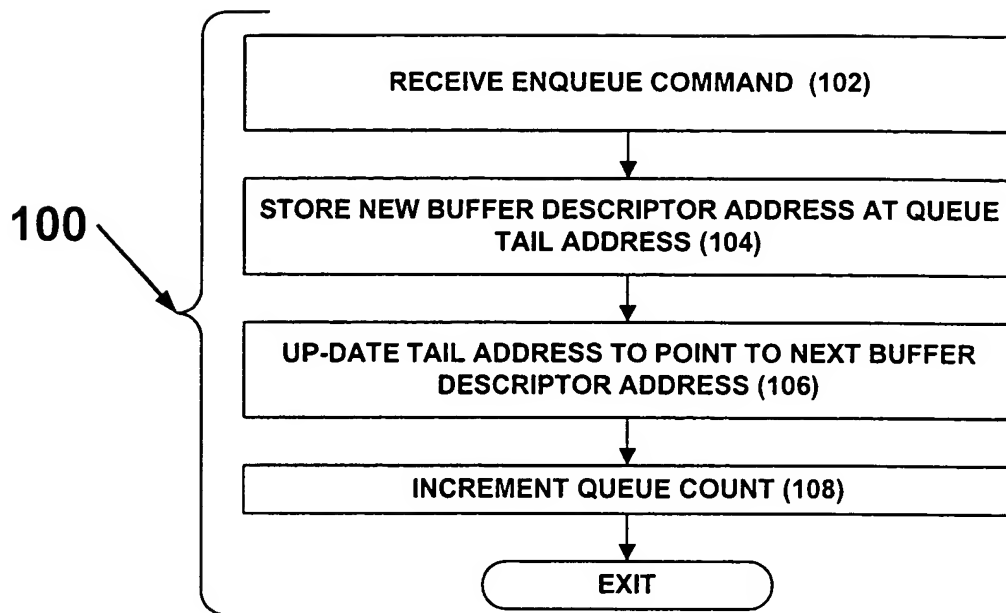 RECEIVE ENQUEUE COMMAND (102)
STORE NEW BUFFER DESCRIPTOR ADDRESS AT QUEUE
TAIL ADDRESS (104)
100
UP-DATE TAIL ADDRESS TO POINT TO NEXT BUFFER
DESCRIPTOR ADDRESS (106)
INCREMENT QUEUE COUNT (108)
EXIT